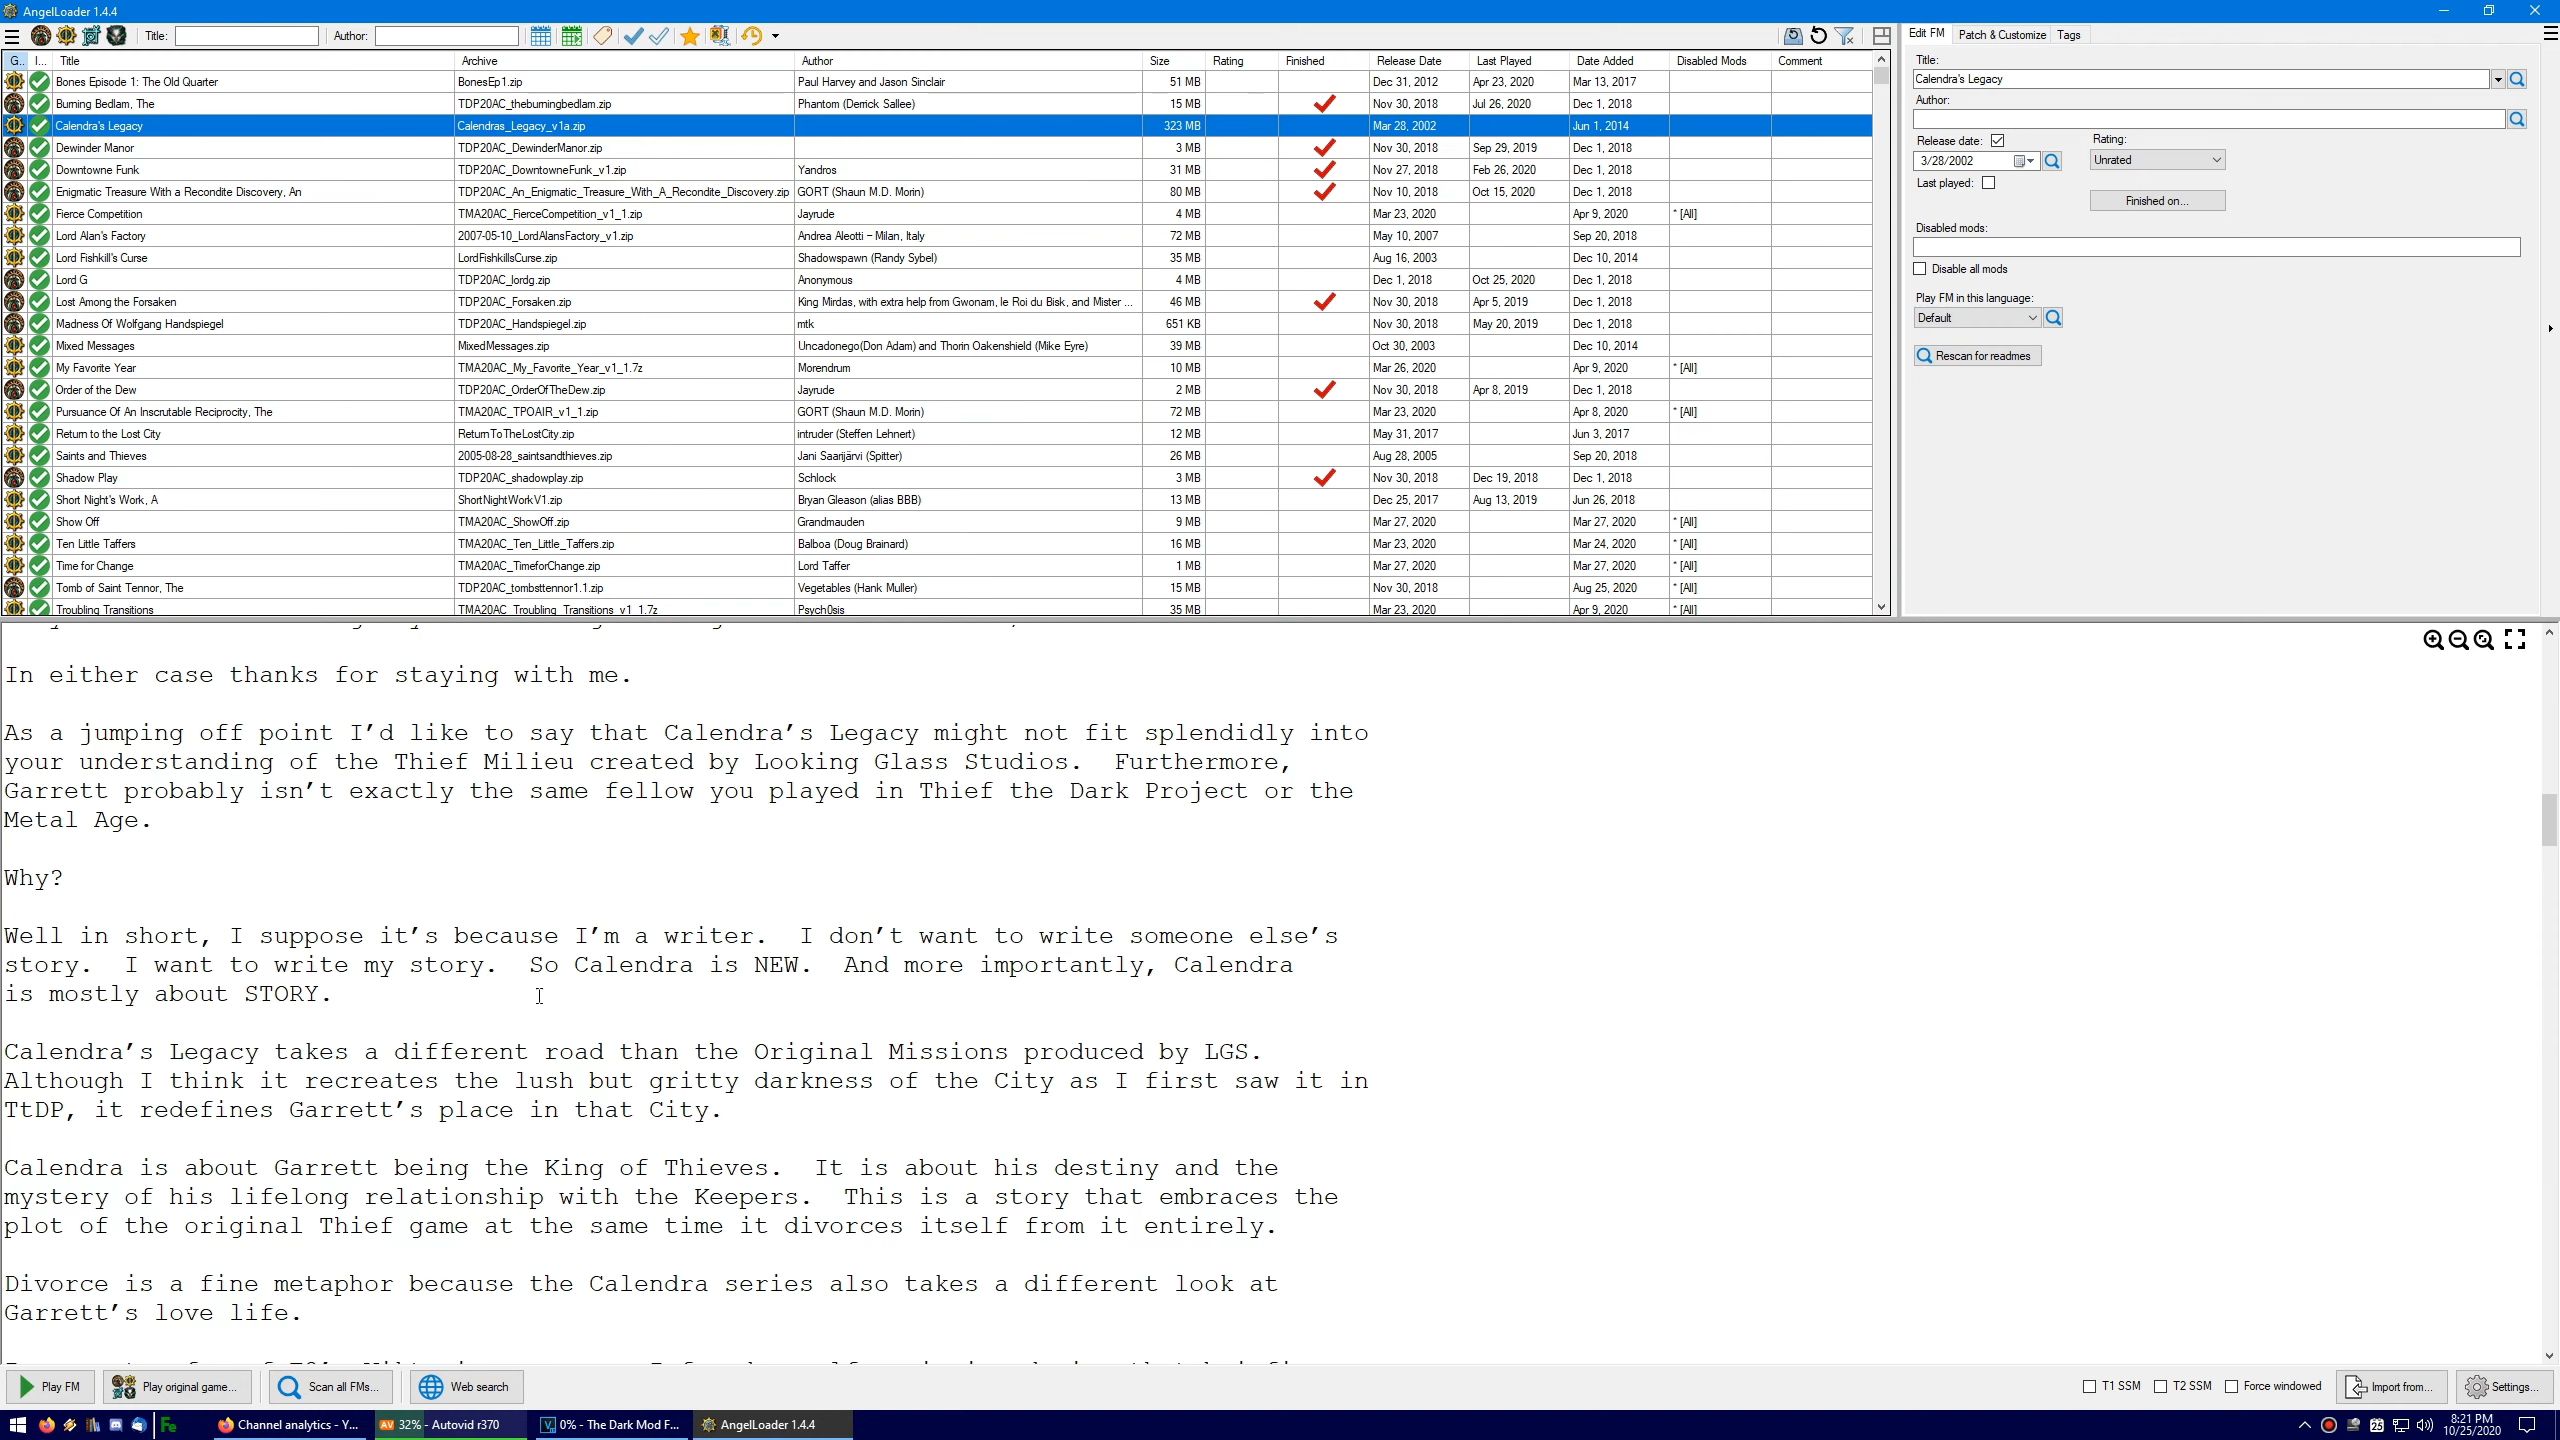 AngelLoader 1.4.4
Title: Author:
Edit FM Patch & Customize Tags
G.. I... Title Archive Author Size Rating Finished Release Date Last Played Date Added Disabled Mods Comment
Bones Episode 1: The Old Quarter BonesEp1.zip Paul Harvey and Jason Sinclair 51 MB Dec 31, 2012 Apr 23, 2020 Mar 13, 2017
Burning Bedlam, The TDP20AC_theburningbedlam.zip Phantom (Derrick Sallee) 15 MB Nov 30, 2018 Jul 26, 2020 Dec 1, 2018
Calendra's Legacy Calendras_Legacy_v1a.zip 323 MB Mar 28, 2002 Jun 1, 2014
Dewinder Manor TDP20AC_DewinderManor.zip 3 MB Nov 30, 2018 Sep 29, 2019 Dec 1, 2018
Downtowne Funk TDP20AC_DowntowneFunk_v1.zip Yandros 31 MB Nov 27, 2018 Feb 26, 2020 Dec 1, 2018
Enigmatic Treasure With a Recondite Discovery, An TDP20AC_An_Enigmatic_Treasure_With_A_Recondite_Discovery.zip GORT (Shaun M.D. Morin) 80 MB Nov 10, 2018 Oct 15, 2020 Dec 1, 2018
Fierce Competition TMA20AC_FierceCompetition_v1_1.zip Jayrude 4 MB Mar 23, 2020 Apr 9, 2020 * [All]
Lord Alan's Factory 2007-05-10_LordAlansFactory_v1.zip Andrea Aleotti – Milan, Italy 72 MB May 10, 2007 Sep 20, 2018
Lord Fishkill's Curse LordFishkillsCurse.zip Shadowspawn (Randy Sybel) 35 MB Aug 16, 2003 Dec 10, 2014
Lord G TDP20AC_lordg.zip Anonymous 4 MB Dec 1, 2018 Oct 25, 2020 Dec 1, 2018
Lost Among the Forsaken TDP20AC_Forsaken.zip King Mirdas, with extra help from Gwonam, le Roi du Bisk, and Mister ... 46 MB Nov 30, 2018 Apr 5, 2019 Dec 1, 2018
Madness Of Wolfgang Handspiegel TDP20AC_Handspiegel.zip mtk 651 KB Nov 30, 2018 May 20, 2019 Dec 1, 2018
Mixed Messages MixedMessages.zip Uncadonego(Don Adam) and Thorin Oakenshield (Mike Eyre) 39 MB Oct 30, 2003 Dec 10, 2014
My Favorite Year TMA20AC_My_Favorite_Year_v1_1.7z Morendrum 10 MB Mar 26, 2020 Apr 9, 2020 * [All]
Order of the Dew TDP20AC_OrderOfTheDew.zip Jayrude 2 MB Nov 30, 2018 Apr 8, 2019 Dec 1, 2018
Pursuance Of An Inscrutable Reciprocity, The TMA20AC_TPOAIR_v1_1.zip GORT (Shaun M.D. Morin) 72 MB Mar 23, 2020 Apr 8, 2020 * [All]
Return to the Lost City ReturnToTheLostCity.zip intruder (Steffen Lehnert) 12 MB May 31, 2017 Jun 3, 2017
Saints and Thieves 2005-08-28_saintsandthieves.zip Jani Saarijärvi (Spitter) 26 MB Aug 28, 2005 Sep 20, 2018
Shadow Play TDP20AC_shadowplay.zip Schlock 3 MB Nov 30, 2018 Dec 19, 2018 Dec 1, 2018
Short Night's Work, A ShortNightWorkV1.zip Bryan Gleason (alias BBB) 13 MB Dec 25, 2017 Aug 13, 2019 Jun 26, 2018
Show Off TMA20AC_ShowOff.zip Grandmauden 9 MB Mar 27, 2020 Mar 27, 2020 * [All]
Ten Little Taffers TMA20AC_Ten_Little_Taffers.zip Balboa (Doug Brainard) 16 MB Mar 23, 2020 Mar 24, 2020 * [All]
Time for Change TMA20AC_TimeforChange.zip Lord Taffer 1 MB Mar 27, 2020 Mar 27, 2020 * [All]
Tomb of Saint Tennor, The TDP20AC_tombsttennor1.1.zip Vegetables (Hank Muller) 15 MB Nov 30, 2018 Aug 25, 2020 * [All]
Troubling Transitions TMA20AC_Troubling_Transitions_v1_1.7z Psych0sis 35 MB Mar 23, 2020 Apr 9, 2020 * [All]
Title:
Calendra's Legacy
Author:
Release date: Rating:
3/28/2002 Unrated
Last played:
Finished on...
Disabled mods:
Disable all mods
Play FM in this language:
Default
Rescan for readmes
In either case thanks for staying with me.
As a jumping off point I'd like to say that Calendra's Legacy might not fit splendidly into
your understanding of the Thief Milieu created by Looking Glass Studios. Furthermore,
Garrett probably isn't exactly the same fellow you played in Thief the Dark Project or the
Metal Age.
Why?
Well in short, I suppose it's because I'm a writer. I don't want to write someone else's
story. I want to write my story. So Calendra is NEW. And more importantly, Calendra
is mostly about STORY.
Calendra's Legacy takes a different road than the Original Missions produced by LGS.
Although I think it recreates the lush but gritty darkness of the City as I first saw it in
TtDP, it redefines Garrett's place in that City.
Calendra is about Garrett being the King of Thieves. It is about his destiny and the
mystery of his lifelong relationship with the Keepers. This is a story that embraces the
plot of the original Thief game at the same time it divorces itself from it entirely.
Divorce is a fine metaphor because the Calendra series also takes a different look at
Garrett's love life.
Play FM Play original game... Scan all FMs... Web search T1 SSM T2 SSM Force windowed Import from... Settings...
Channel analytics - Y... AV 32% - Autovid r370 0% - The Dark Mod F... AngelLoader 1.4.4 25 8:21 PM
10/25/2020